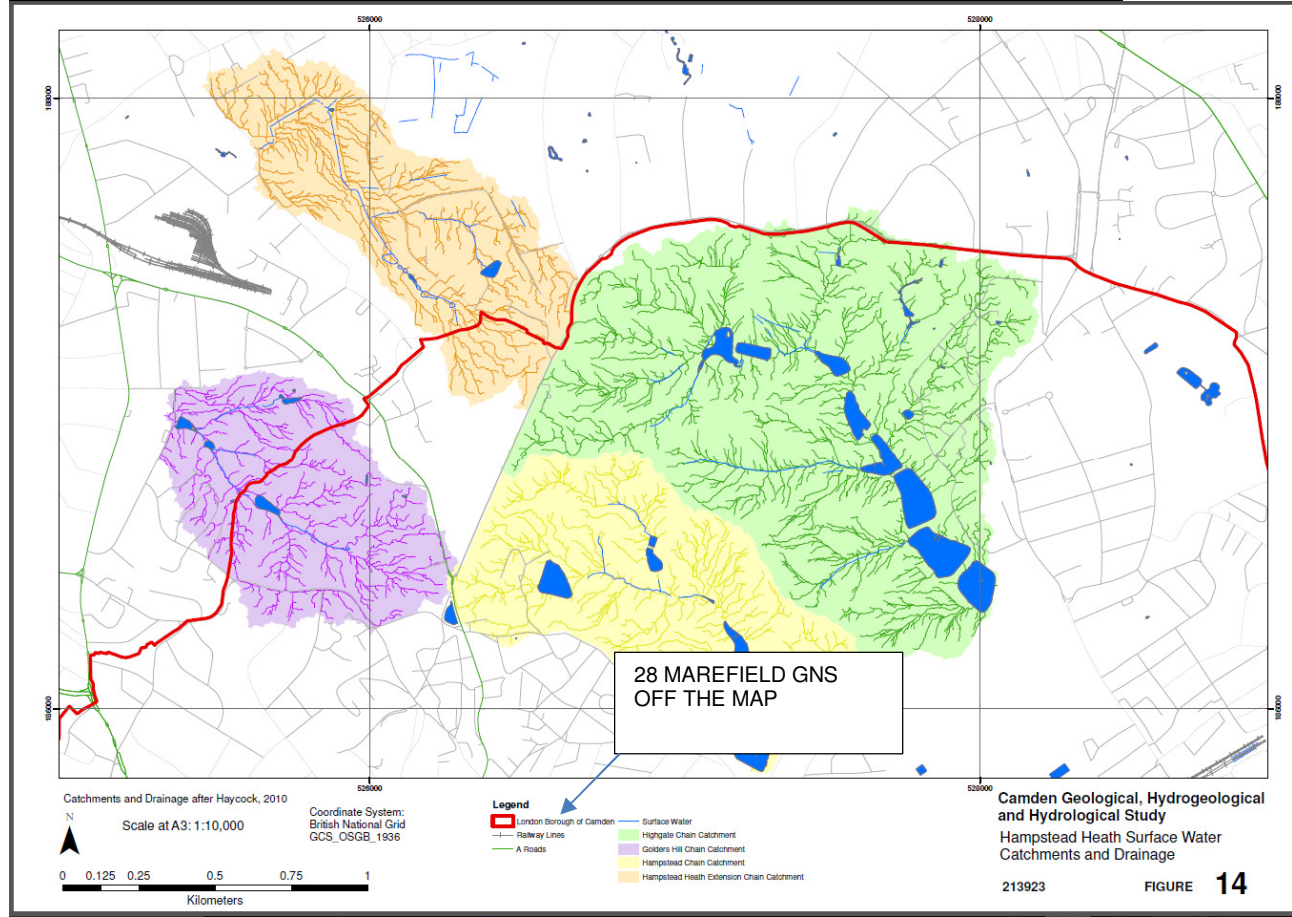 526000
528000
188000
188000
186000
186000
28 MAREFIELD GNS
OFF THE MAP
526000
528000
Catchments and Drainage after Haycock, 2010
Scale at A3: 1:10,000
N
0 0.125 0.25 0.5 0.75 1
Kilometers
Coordinate System:
British National Grid
GCS_OSGB_1936
Legend
London Borough of Camden
Railway Lines
A Roads
Surface Water
Highgate Chain Catchment
Golders Hill Chain Catchment
Hampstead Chain Catchment
Hampstead Heath Extension Chain Catchment
Camden Geological, Hydrogeological
and Hydrological Study
Hampstead Heath Surface Water
Catchments and Drainage
213923
FIGURE 14